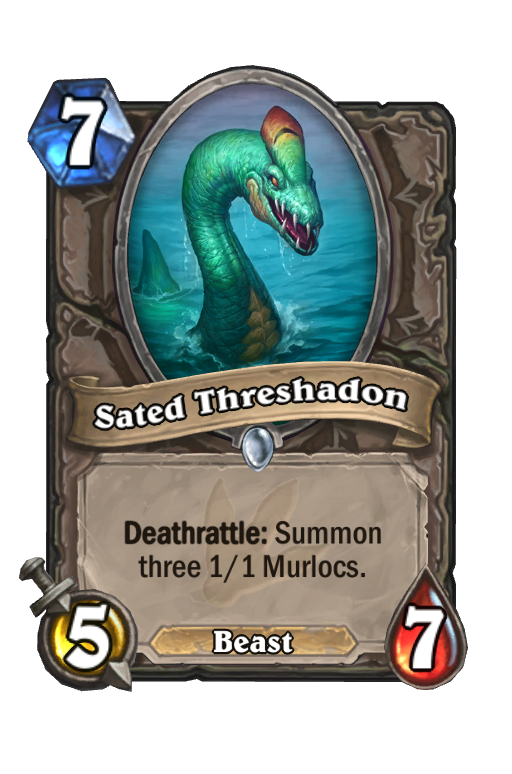 7
Sated Threshadon
Deathrattle: Summon
three 1/1 Murlocs.
5
Beast
7